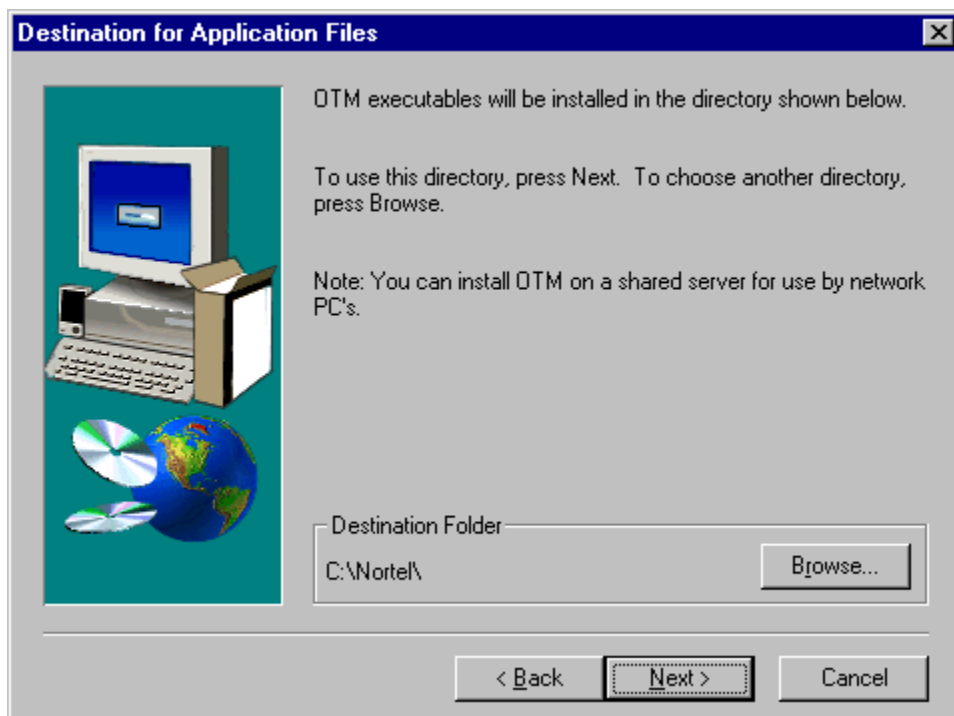 Destination for Application Files
OTM executables will be installed in the directory shown below.
To use this directory, press Next.  To choose another directory,
press Browse.
Note: You can install OTM on a shared server for use by network
PC's.
Destination Folder
C:\Nortel\
Browse...
< Back
Next >
Cancel